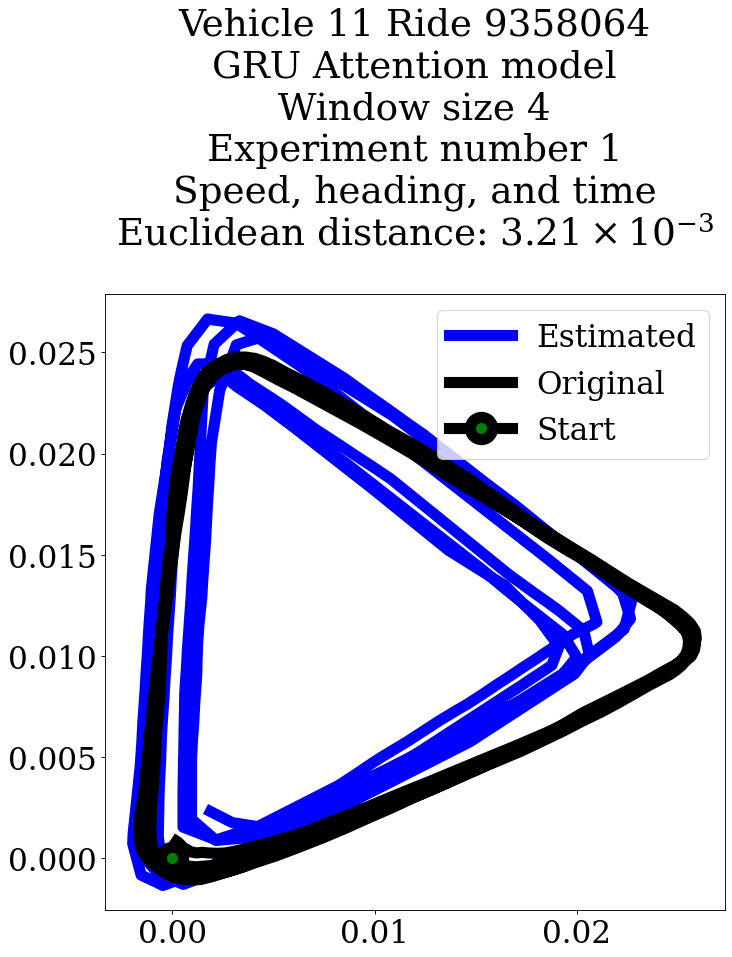 Vehicle 11 Ride 9358064
GRU Attention model
Window size 4
Experiment number 1
Speed, heading, and time
Euclidean distance: 3.21 × 10⁻³
Estimated
Original
Start
0.025
0.020
0.015
0.010
0.005
0.000
0.00 0.01 0.02